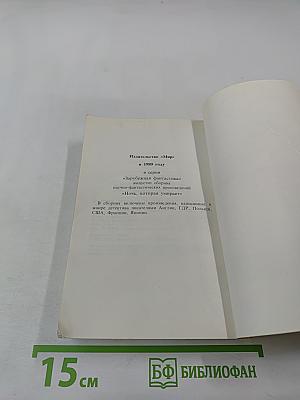 Издательство «Мир»
в 1989 году
в серии
«Зарубежная фантастика»
выпустит сборник
научно-фантастических произведений
«Ночь, которая умирает»
В сборник включены произведения, написанные в
жанре детектива писателями Англии, ГДР, Польши,
США, Франции, Японии.
15 см
БФ БИБЛИОФАН